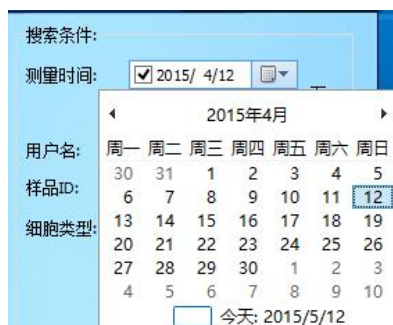 搜索条件:
测量时间: 2015/ 4/12
2015年4月
用户名: 周一 周二 周三 周四 周五 周六 周日
30 31 1 2 3 4 5
样品ID: 6 7 8 9 10 11 12
细胞类型: 13 14 15 16 17 18 19
20 21 22 23 24 25 26
27 28 29 30 1 2 3
4 5 6 7 8 9 10
今天: 2015/5/12